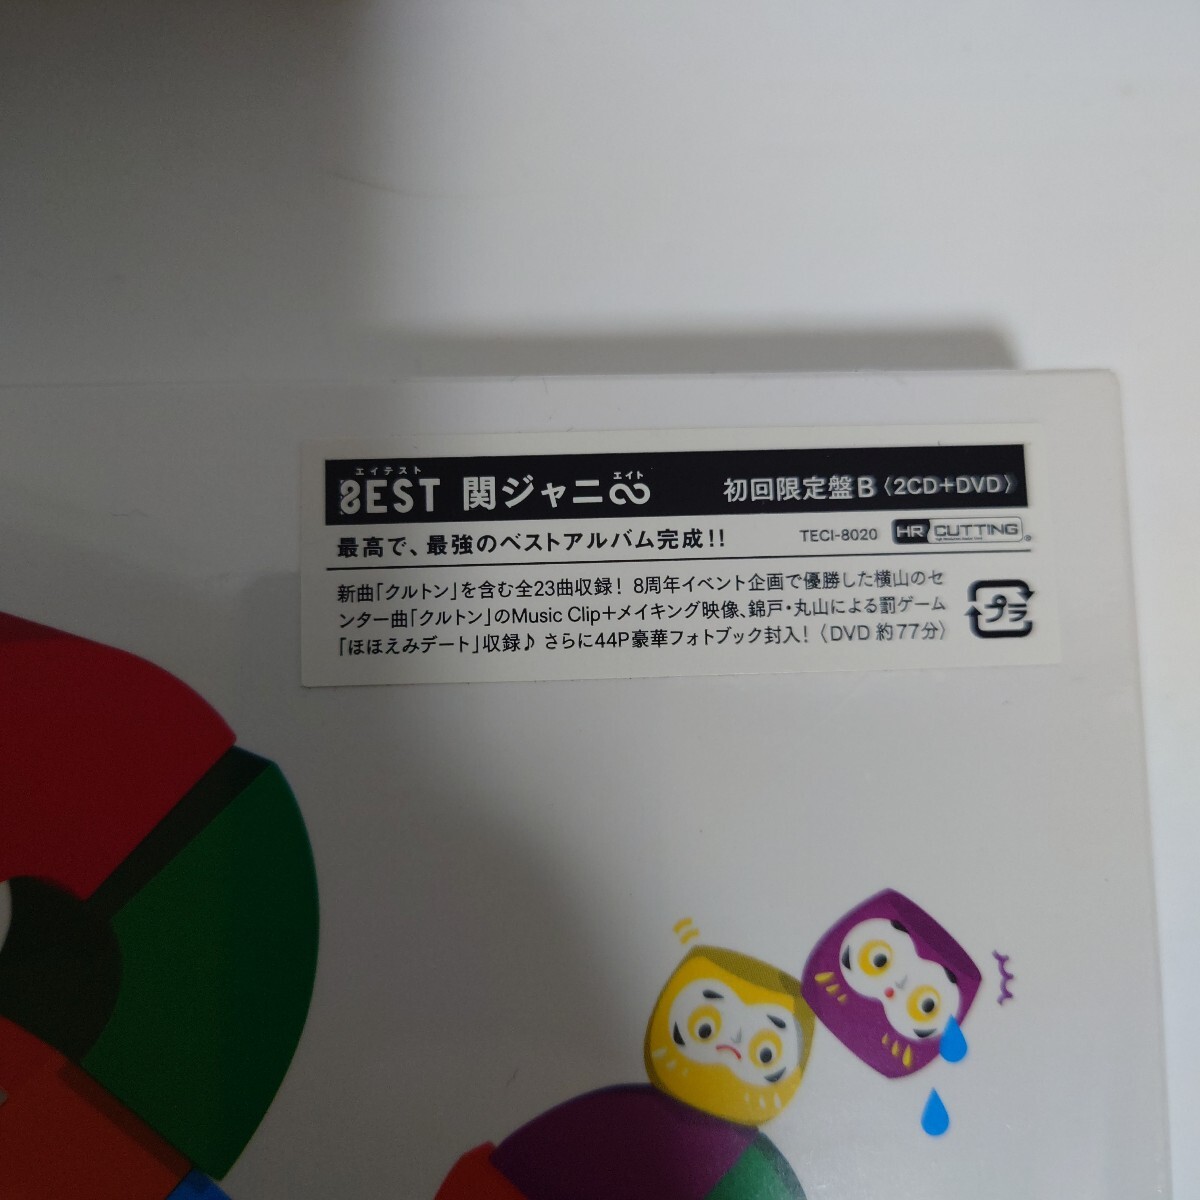 エイテスト
8EST 関ジャニ∞ エイト 初回限定盤B〈2CD+DVD〉
最高で、最強のベストアルバム完成!! TECI-8020 HR CUTTING
新曲「クルトン」を含む全23曲収録! 8周年イベント企画で優勝した横山のセ
ンター曲「クルトン」のMusic Clip+メイキング映像、錦戸・丸山による罰ゲーム
「ほほえみデート」収録♪ さらに44P豪華フォトブック封入!〈DVD 約77分〉
プラ